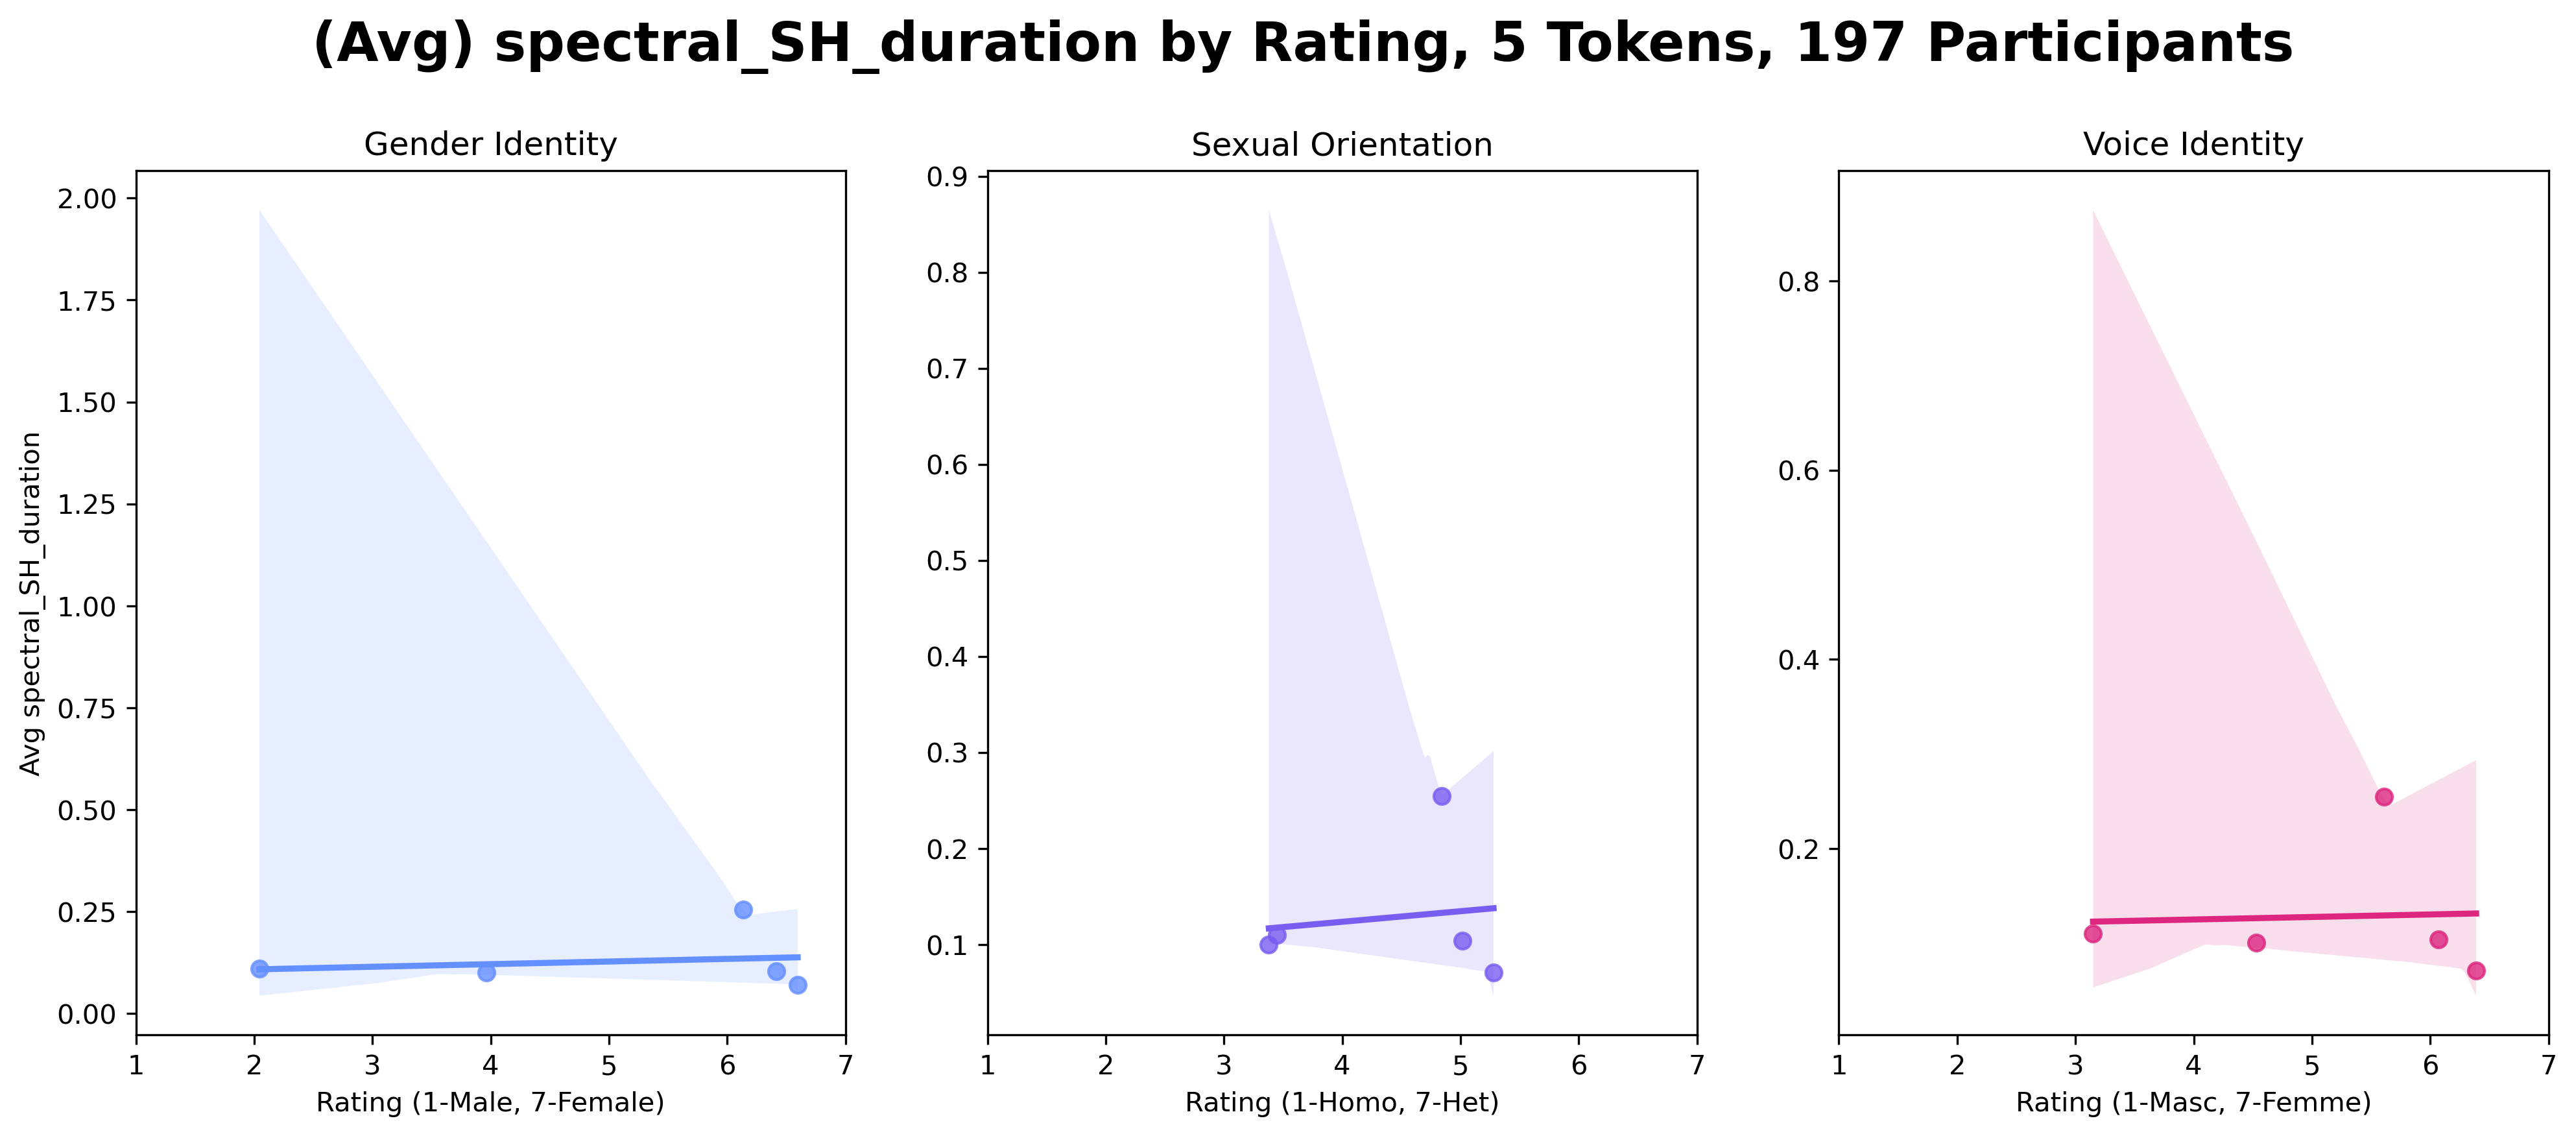 (Avg) spectral_SH_duration by Rating, 5 Tokens, 197 Participants
Gender Identity
Avg spectral_SH_duration
2.00
1.75
1.50
1.25
1.00
0.75
0.50
0.25
0.00
1 2 3 4 5 6 7
Rating (1-Male, 7-Female)
Sexual Orientation
0.9
0.8
0.7
0.6
0.5
0.4
0.3
0.2
0.1
1 2 3 4 5 6 7
Rating (1-Homo, 7-Het)
Voice Identity
0.8
0.6
0.4
0.2
1 2 3 4 5 6 7
Rating (1-Masc, 7-Femme)